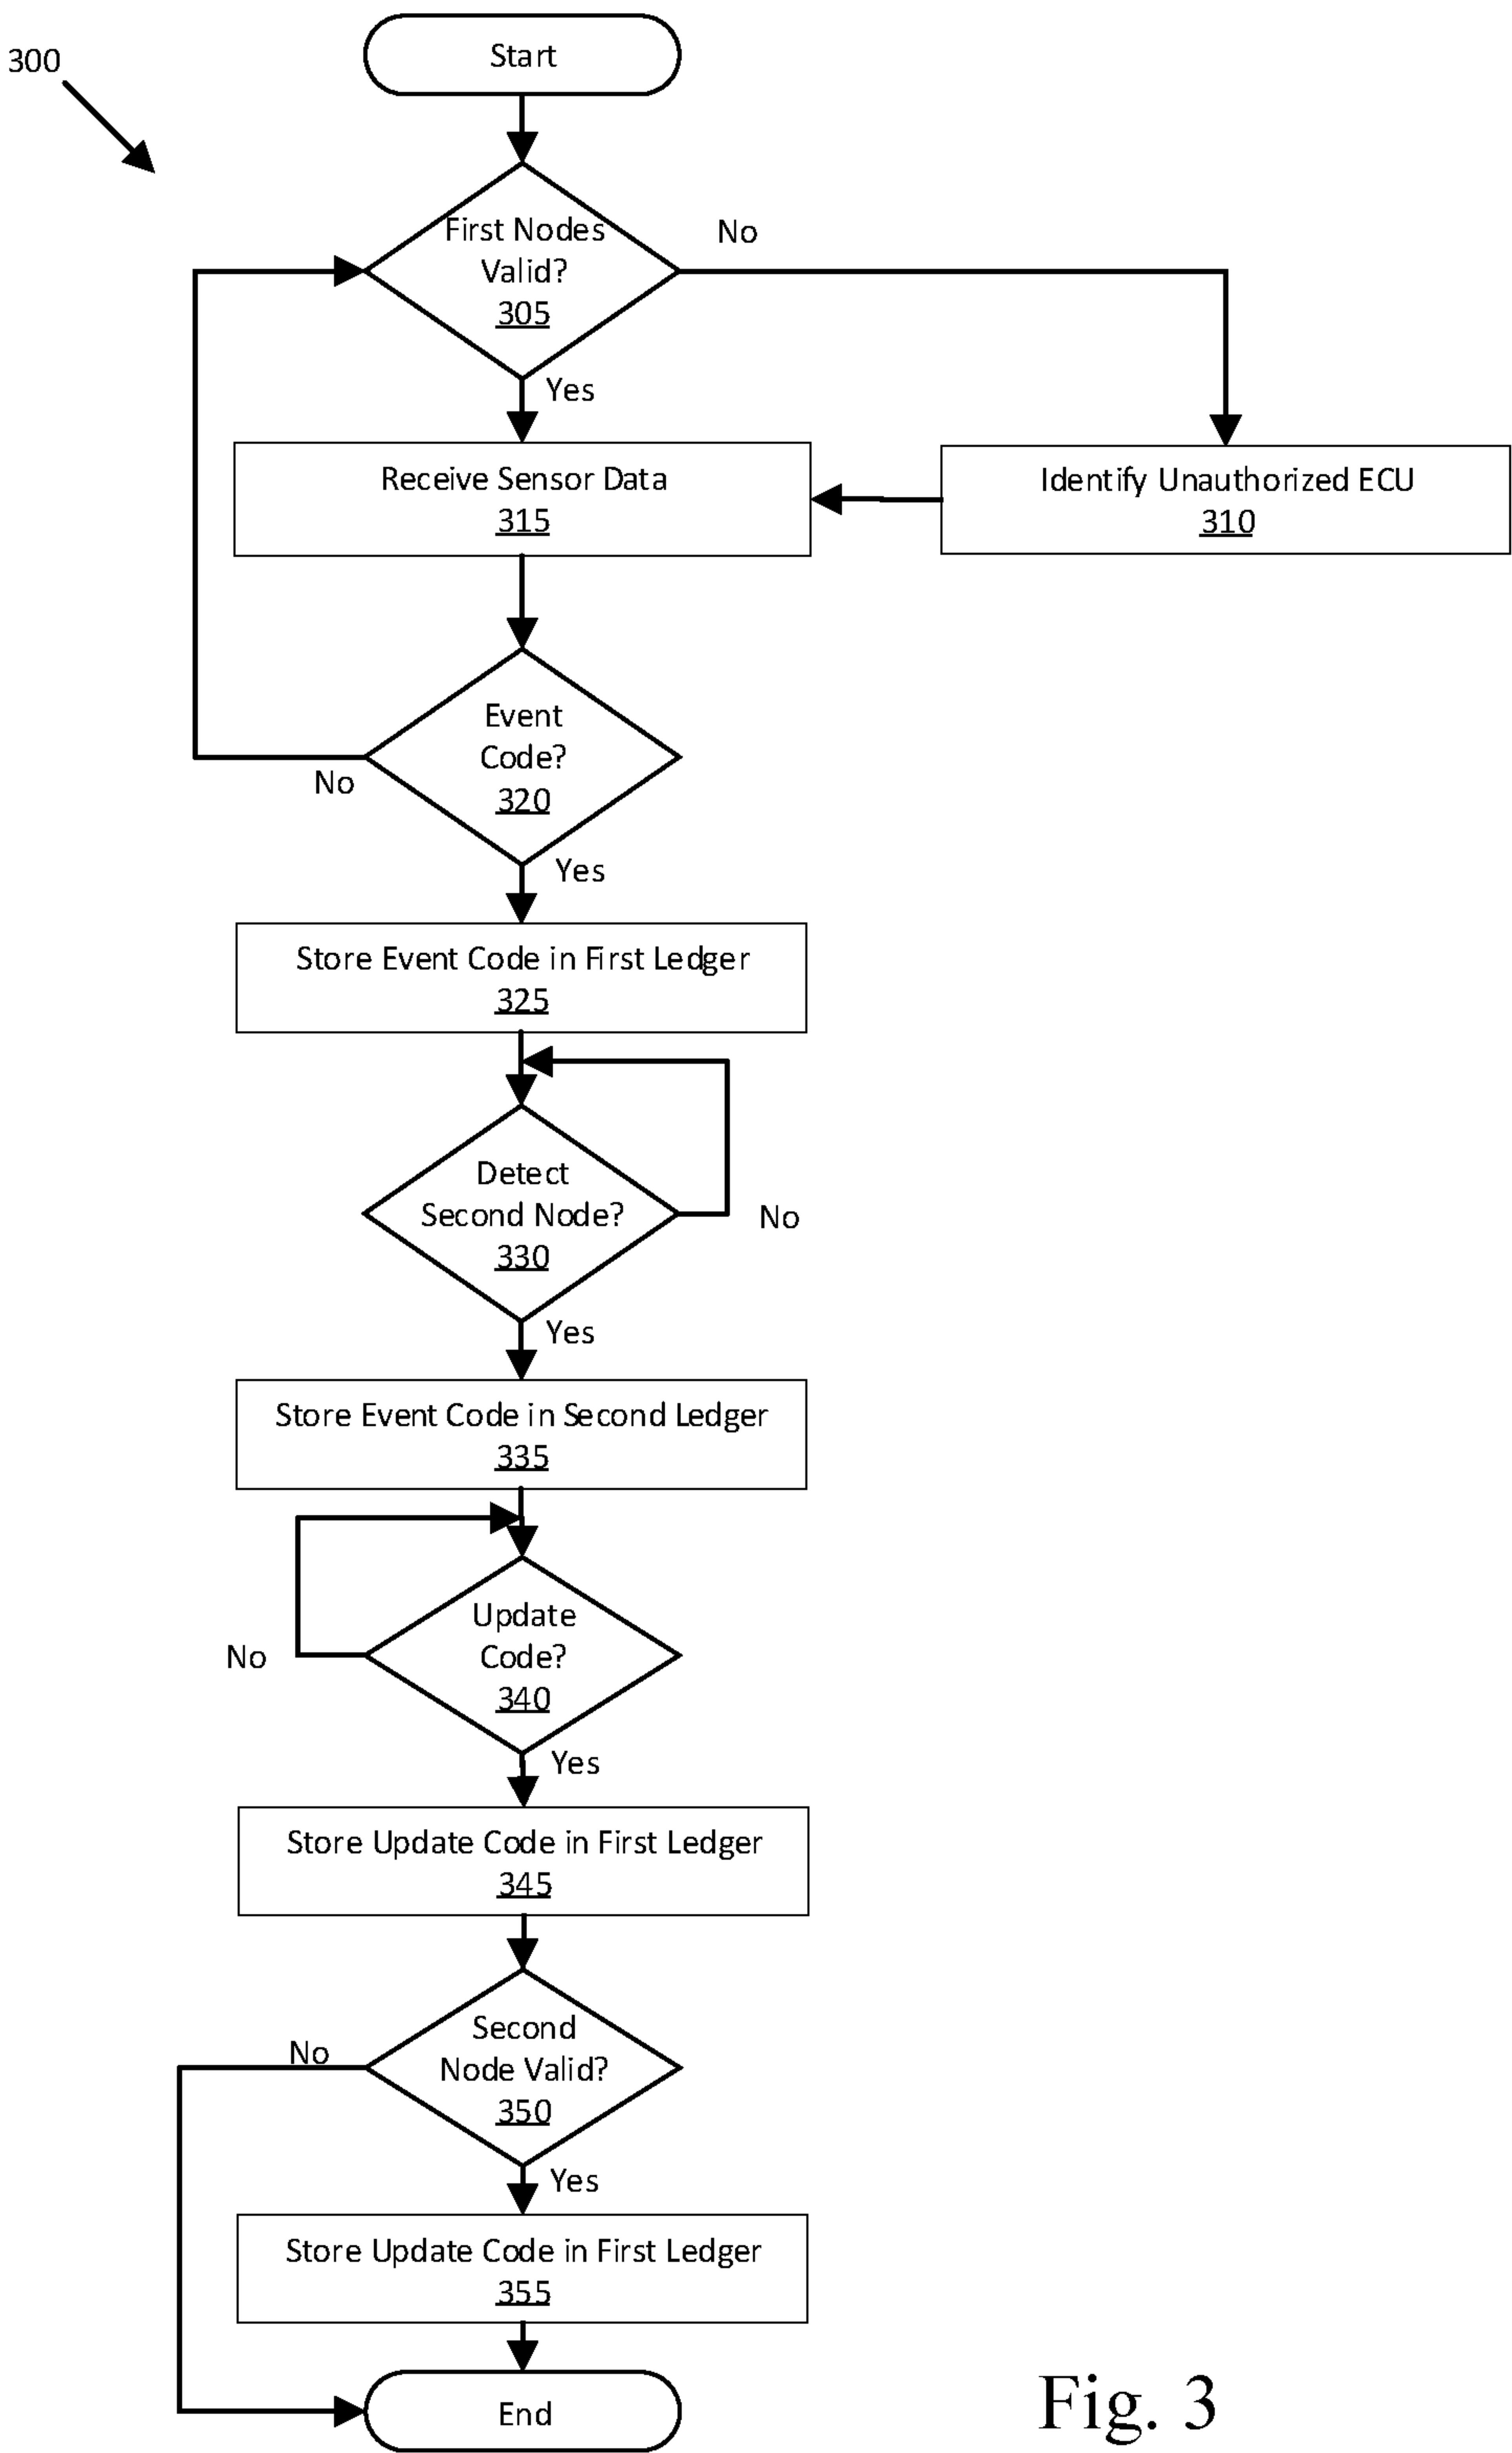 300
Start
First Nodes
Valid?
305
No
Yes
Receive Sensor Data
315
Identify Unauthorized ECU
310
Event
Code?
320
No
Yes
Store Event Code in First Ledger
325
Detect
Second Node?
330
No
Yes
Store Event Code in Second Ledger
335
Update
Code?
340
No
Yes
Store Update Code in First Ledger
345
Second
Node Valid?
350
No
Yes
Store Update Code in First Ledger
355
End
Fig. 3